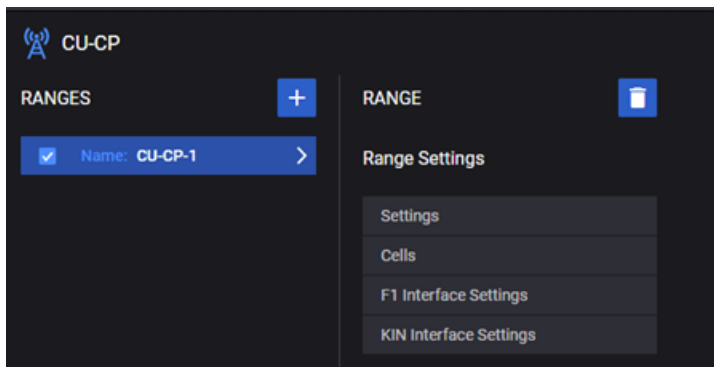 CU-CP
RANGES
Name: CU-CP-1
RANGE
Range Settings
Settings
Cells
F1 Interface Settings
KIN Interface Settings